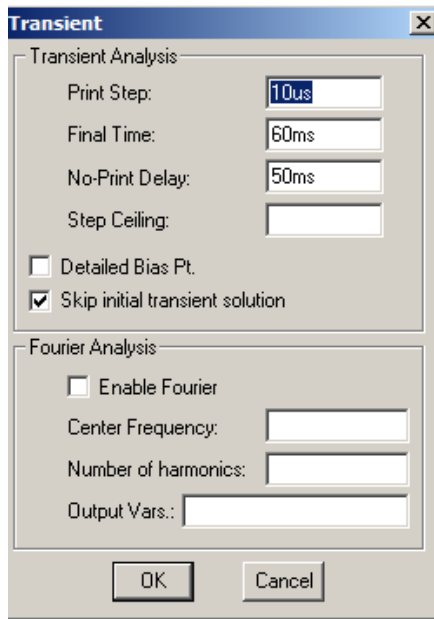 Transient
Transient Analysis
Print Step: 10us
Final Time: 60ms
No-Print Delay: 50ms
Step Ceiling:
Detailed Bias Pt.
Skip initial transient solution
Fourier Analysis
Enable Fourier
Center Frequency:
Number of harmonics:
Output Vars.:
OK Cancel